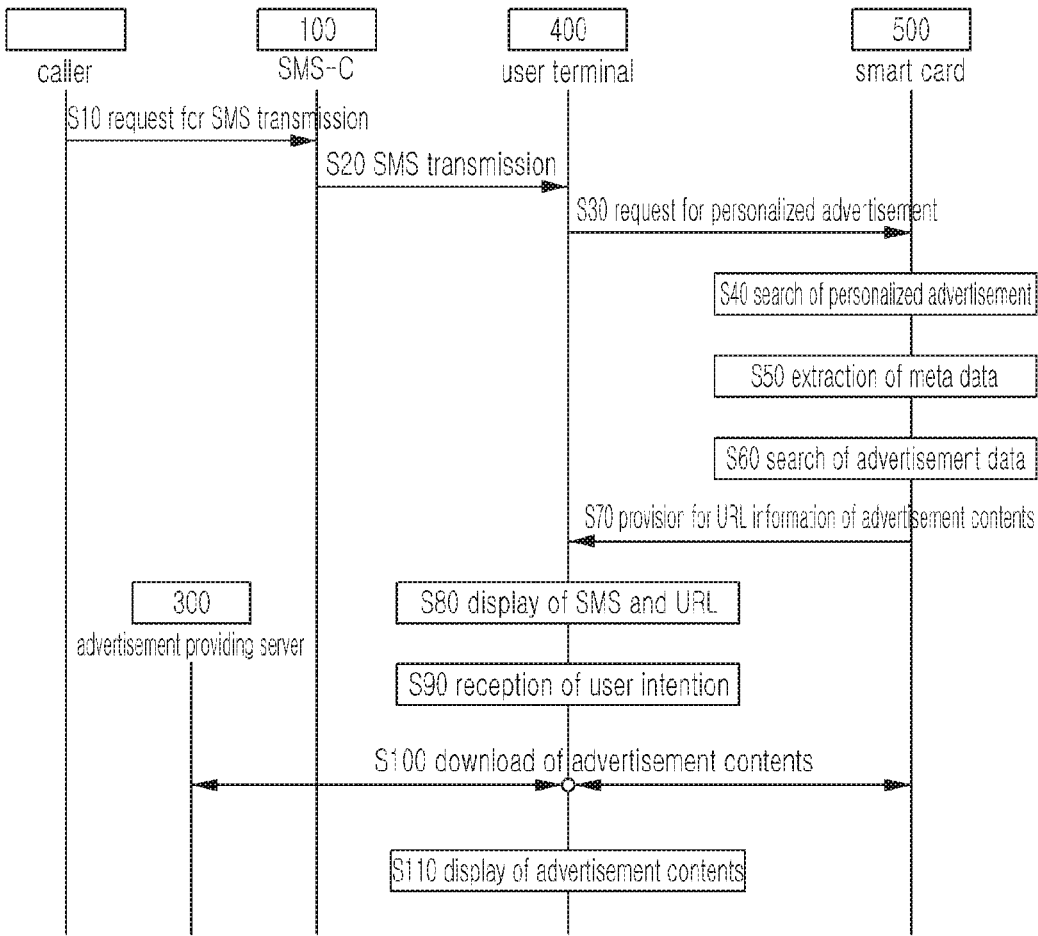 100
400
500
caller
SMS-C
user terminal
smart card
S10 request for SMS transmission
S20 SMS transmission
S30 request for personalized advertisement
S40 search of personalized advertisement
S50 extraction of meta data
S60 search of advertisement data
S70 provision for URL information of advertisement contents
300
advertisement providing server
S80 display of SMS and URL
S90 reception of user intention
S100 download of advertisement contents
S110 display of advertisement contents